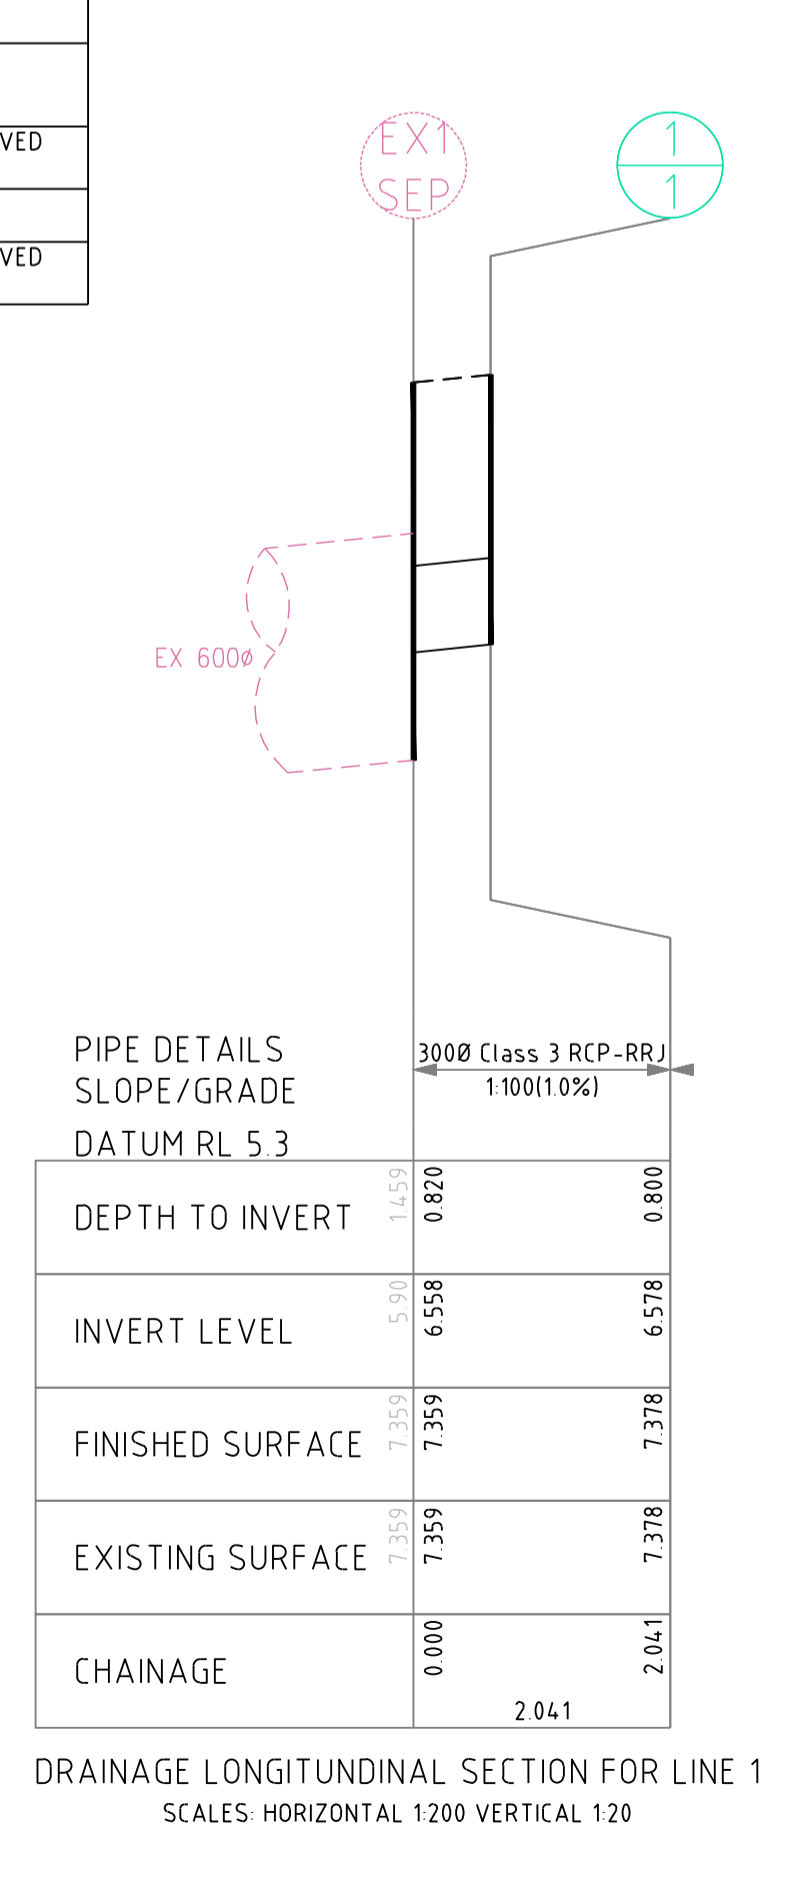 VED
VED
EX1
SEP
1
1
EX 600ø
PIPE DETAILS
300Ø Class 3 RCP-RRJ
SLOPE/GRADE
1:100(1.0%)
DATUM RL 5.3
DEPTH TO INVERT 1.459 0.820 0.800
INVERT LEVEL 5.90 6.558 6.578
FINISHED SURFACE 7.359 7.359 7.378
EXISTING SURFACE 7.359 7.359 7.378
CHAINAGE 0.000 2.041
2.041
DRAINAGE LONGITUNDINAL SECTION FOR LINE 1
SCALES: HORIZONTAL 1:200 VERTICAL 1:20